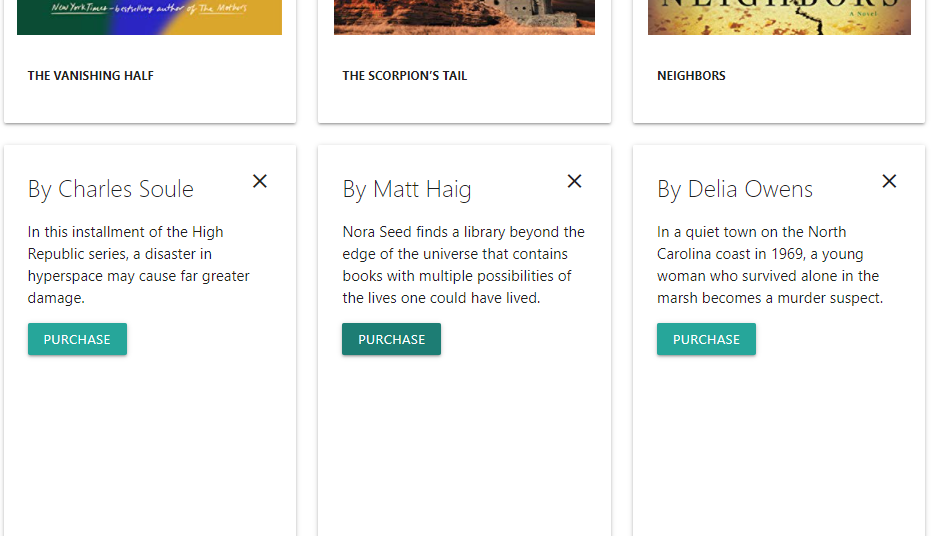 New York Times-bestselling author of The Mothers
NEIGHBORS
A Novel
THE VANISHING HALF
THE SCORPION’S TAIL
NEIGHBORS
By Charles Soule
By Matt Haig
By Delia Owens
In this installment of the High
Republic series, a disaster in
hyperspace may cause far greater
damage.
Nora Seed finds a library beyond the
edge of the universe that contains
books with multiple possibilities of
the lives one could have lived.
In a quiet town on the North
Carolina coast in 1969, a young
woman who survived alone in the
marsh becomes a murder suspect.
PURCHASE
PURCHASE
PURCHASE